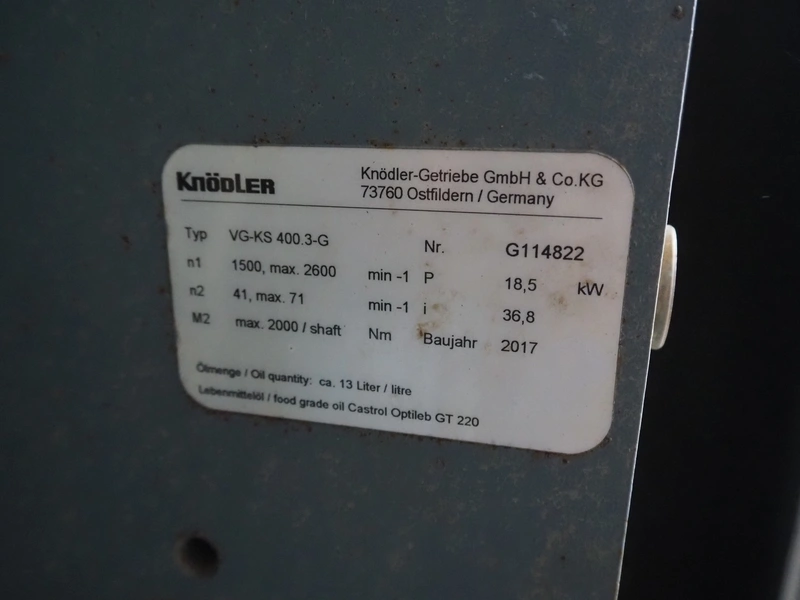 KNÖDLER
Knödler-Getriebe GmbH & Co.KG
73760 Ostfildern / Germany
Typ VG-KS 400.3-G Nr. G114822
n1 1500, max. 2600 min -1 P 18,5 kW
n2 41, max. 71 min -1 i 36,8
M2 max. 2000 / shaft Nm Baujahr 2017
Ölmenge / Oil quantity: ca. 13 Liter / litre
Lebenmittelöl / food grade oil Castrol Optileb GT 220